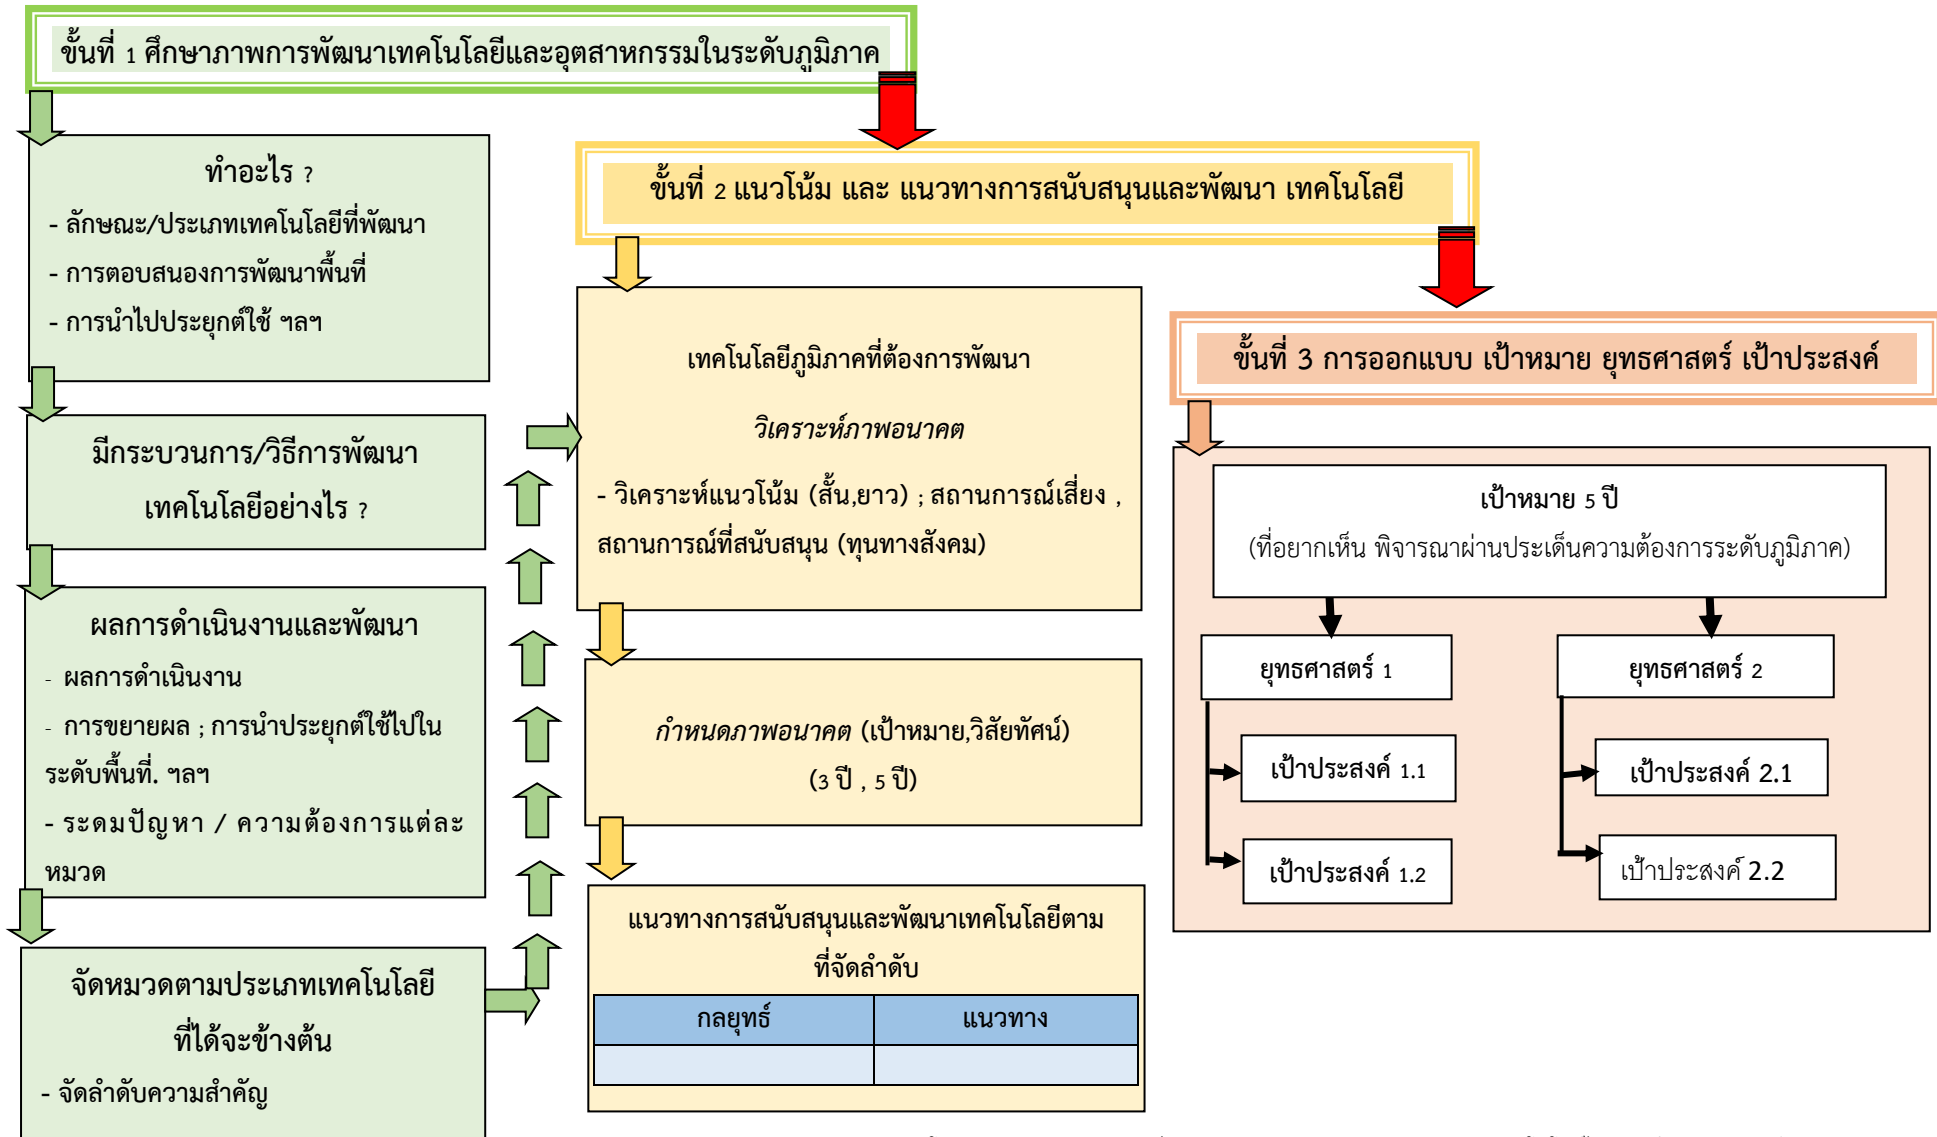 ขั้นที่ 1 ศึกษาภาพการพัฒนาเทคโนโลยีและอุตสาหกรรมในระดับภูมิภาค
ทำอะไร ?
- ลักษณะ/ประเภทเทคโนโลยีที่พัฒนา
- การตอบสนองการพัฒนาพื้นที่
- การนำไปประยุกต์ใช้ ฯลฯ
มีกระบวนการ/วิธีการพัฒนา
เทคโนโลยีอย่างไร ?
ผลการดำเนินงานและพัฒนา
- ผลการดำเนินงาน
- การขยายผล ; การนำประยุกต์ใช้ไปใน
ระดับพื้นที่. ฯลฯ
- ระดมปัญหา / ความต้องการแต่ละ
หมวด
จัดหมวดตามประเภทเทคโนโลยี
ที่ได้จะข้างต้น
- จัดลำดับความสำคัญ
ขั้นที่ 2 แนวโน้ม และ แนวทางการสนับสนุนและพัฒนา เทคโนโลยี
เทคโนโลยีภูมิภาคที่ต้องการพัฒนา
วิเคราะห์ภาพอนาคต
- วิเคราะห์แนวโน้ม (สั้น,ยาว) ; สถานการณ์เสี่ยง ,
สถานการณ์ที่สนับสนุน (ทุนทางสังคม)
กำหนดภาพอนาคต (เป้าหมาย,วิสัยทัศน์)
(3 ปี , 5 ปี)
แนวทางการสนับสนุนและพัฒนาเทคโนโลยีตาม
ที่จัดลำดับ
กลยุทธ์ แนวทาง
ขั้นที่ 3 การออกแบบ เป้าหมาย ยุทธศาสตร์ เป้าประสงค์
เป้าหมาย 5 ปี
(ที่อยากเห็น พิจารณาผ่านประเด็นความต้องการระดับภูมิภาค)
ยุทธศาสตร์ 1
เป้าประสงค์ 1.1
เป้าประสงค์ 1.2
ยุทธศาสตร์ 2
เป้าประสงค์ 2.1
เป้าประสงค์ 2.2